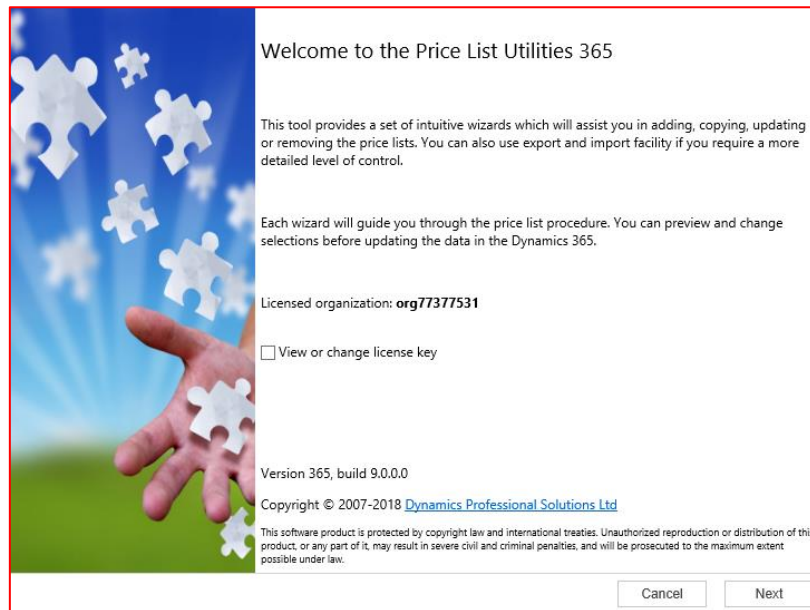 Welcome to the Price List Utilities 365
This tool provides a set of intuitive wizards which will assist you in adding, copying, updating
or removing the price lists. You can also use export and import facility if you require a more
detailed level of control.
Each wizard will guide you through the price list procedure. You can preview and change
selections before updating the data in the Dynamics 365.
Licensed organization: org77377531
View or change license key
Version 365, build 9.0.0.0
Copyright © 2007-2018 Dynamics Professional Solutions Ltd
This software product is protected by copyright law and international treaties. Unauthorized reproduction or distribution of thi
product, or any part of it, may result in severe civil and criminal penalties, and will be prosecuted to the maximum extent
possible under law.
Cancel Next